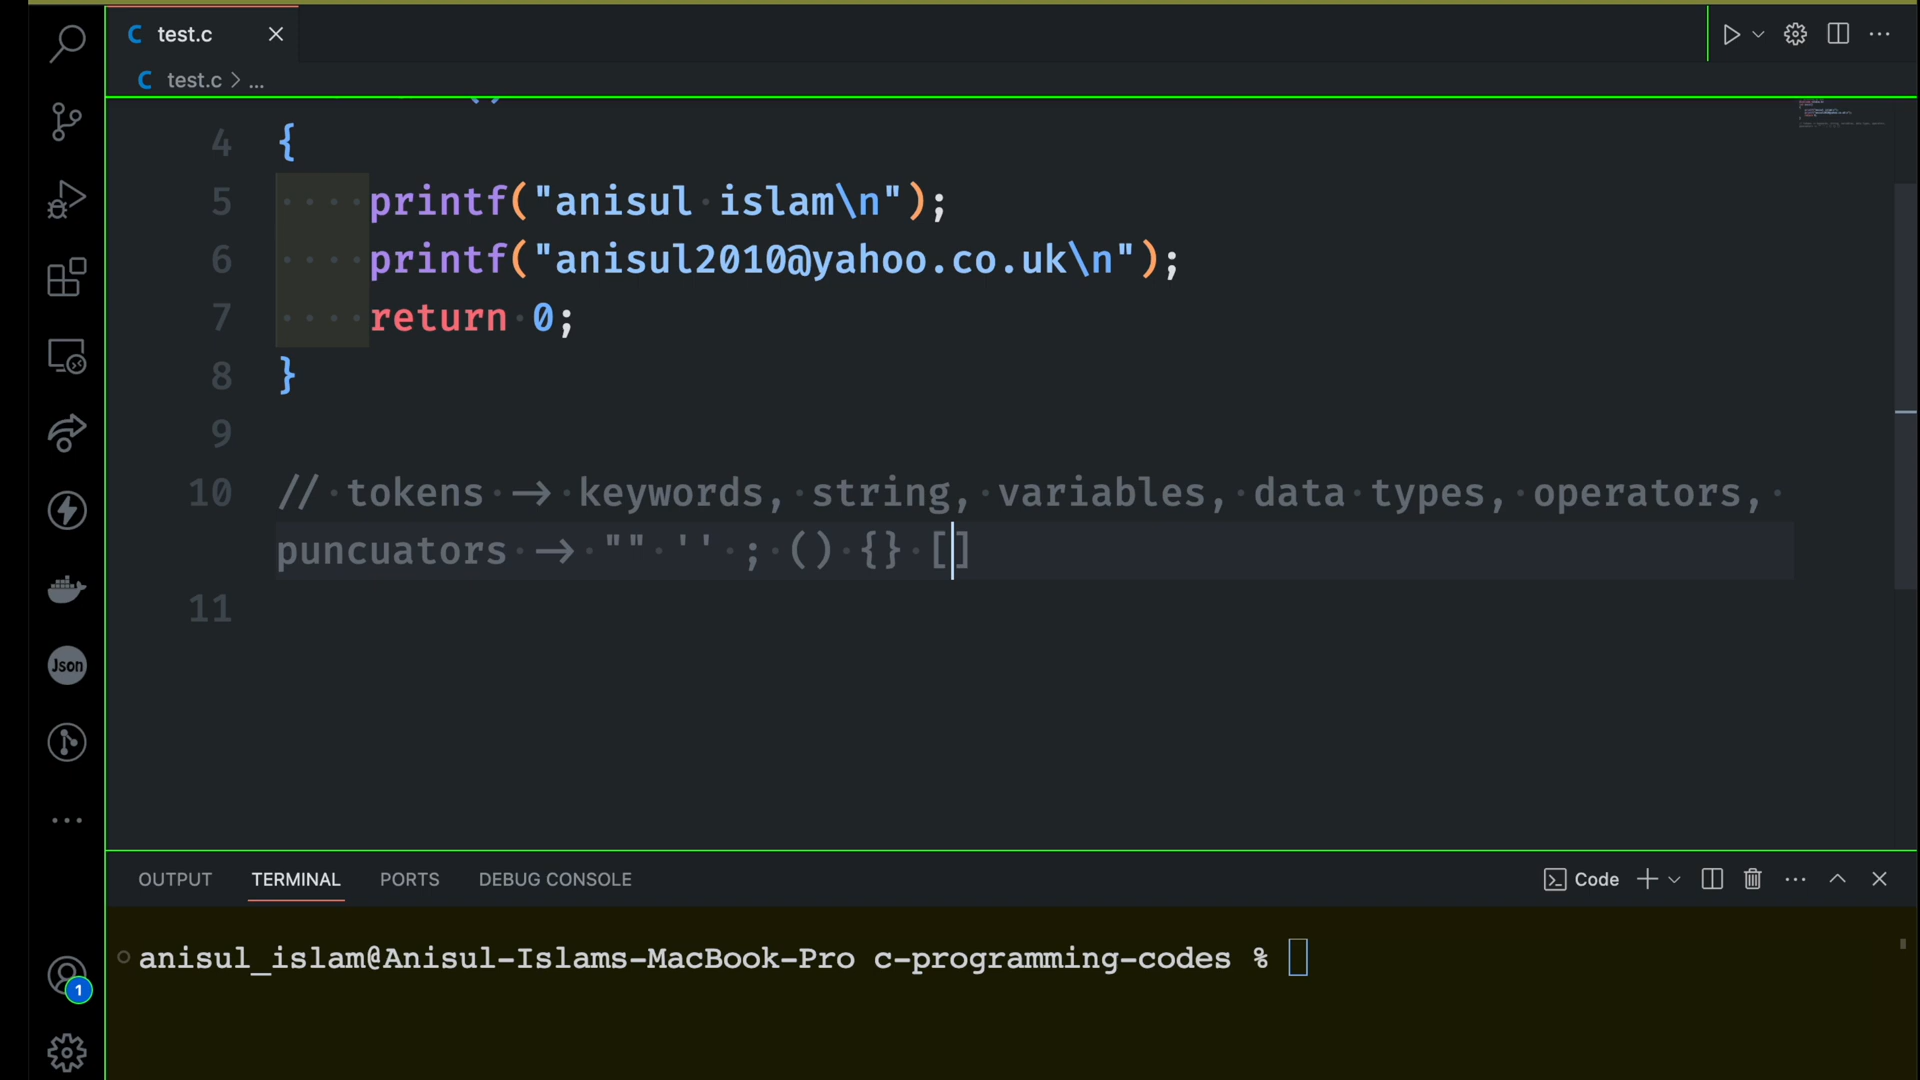 C test.c
C test.c > ...
4 {
5 printf("anisul islam\n");
6 printf("anisul2010@yahoo.co.uk\n");
7 return 0;
8 }
9
10 // tokens -> keywords, string, variables, data types, operators,
puncuators -> "" '' ; () {} []
11
Json
OUTPUT TERMINAL PORTS DEBUG CONSOLE Code
anisul_islam@Anisul-Islams-MacBook-Pro c-programming-codes %
1